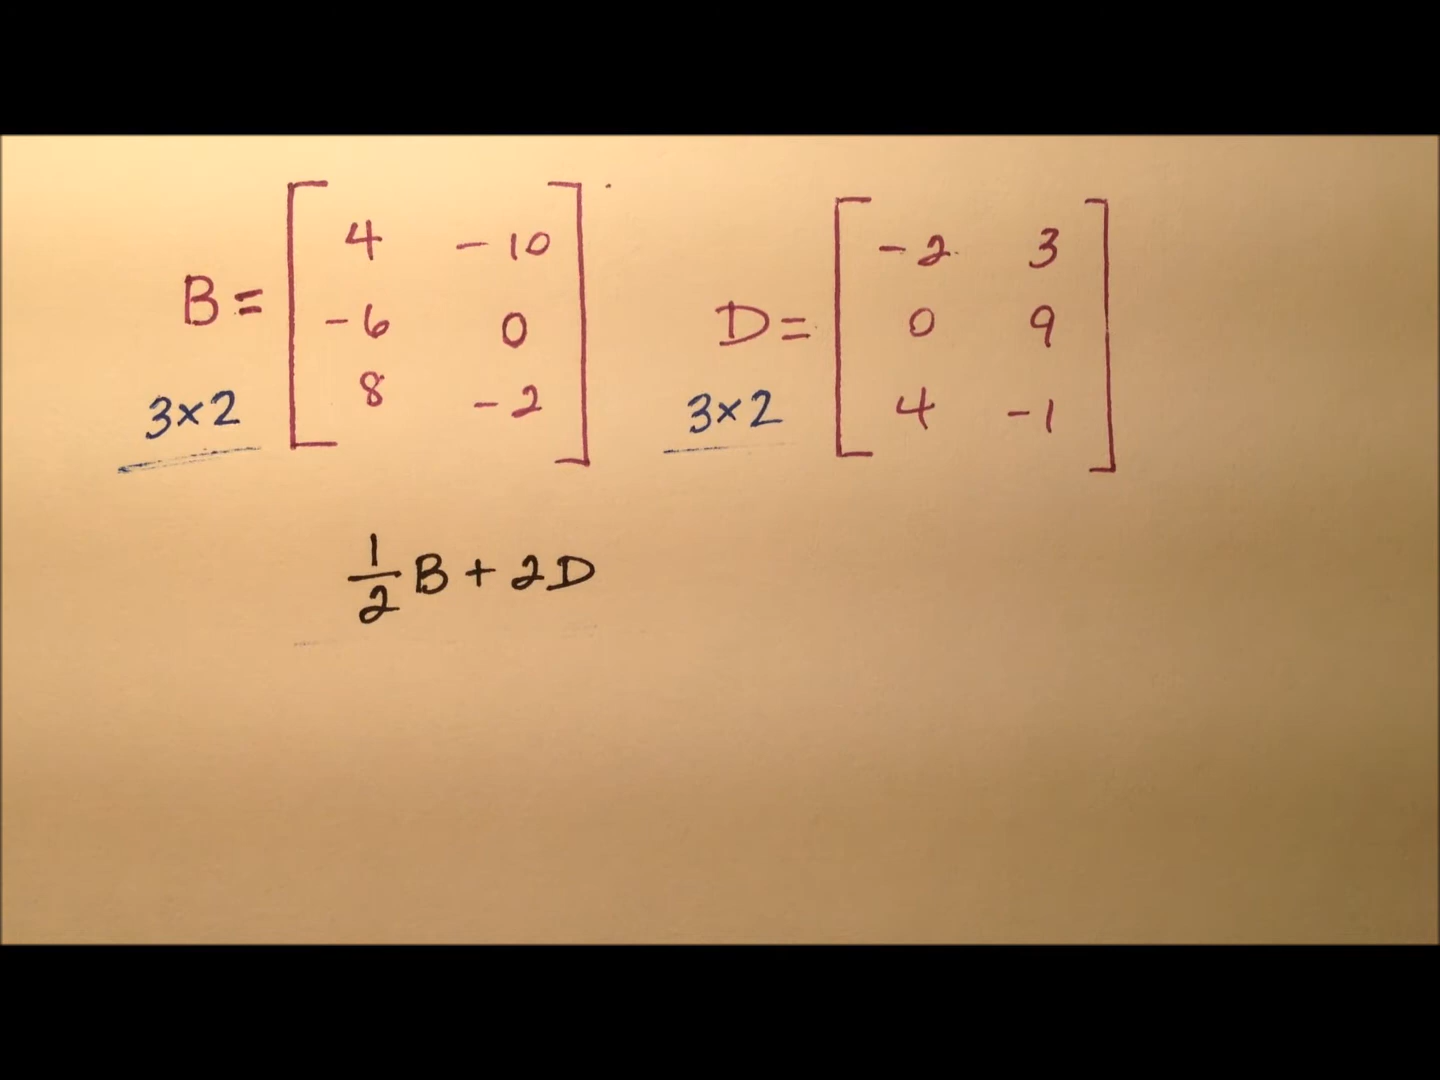 B = [ 4 -10
-6 0
8 -2 ]
3×2
D = [ -2 3
0 9
4 -1 ]
3×2
1/2 B + 2D